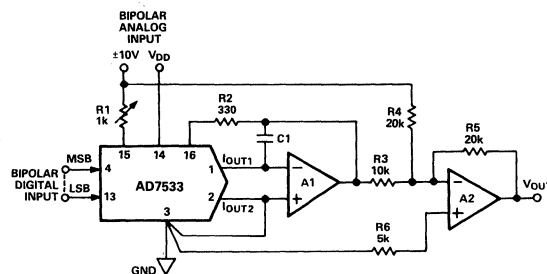 BIPOLAR
ANALOG
INPUT
±10V
VDD
R1
1k
R2
330
C1
R4
20k
R5
20k
15
14
16
MSB
4
BIPOLAR
DIGITAL
INPUT
LSB
13
AD7533
1
IOUT1
2
IOUT2
3
A1
R3
10k
A2
VOUT
R6
5k
GND